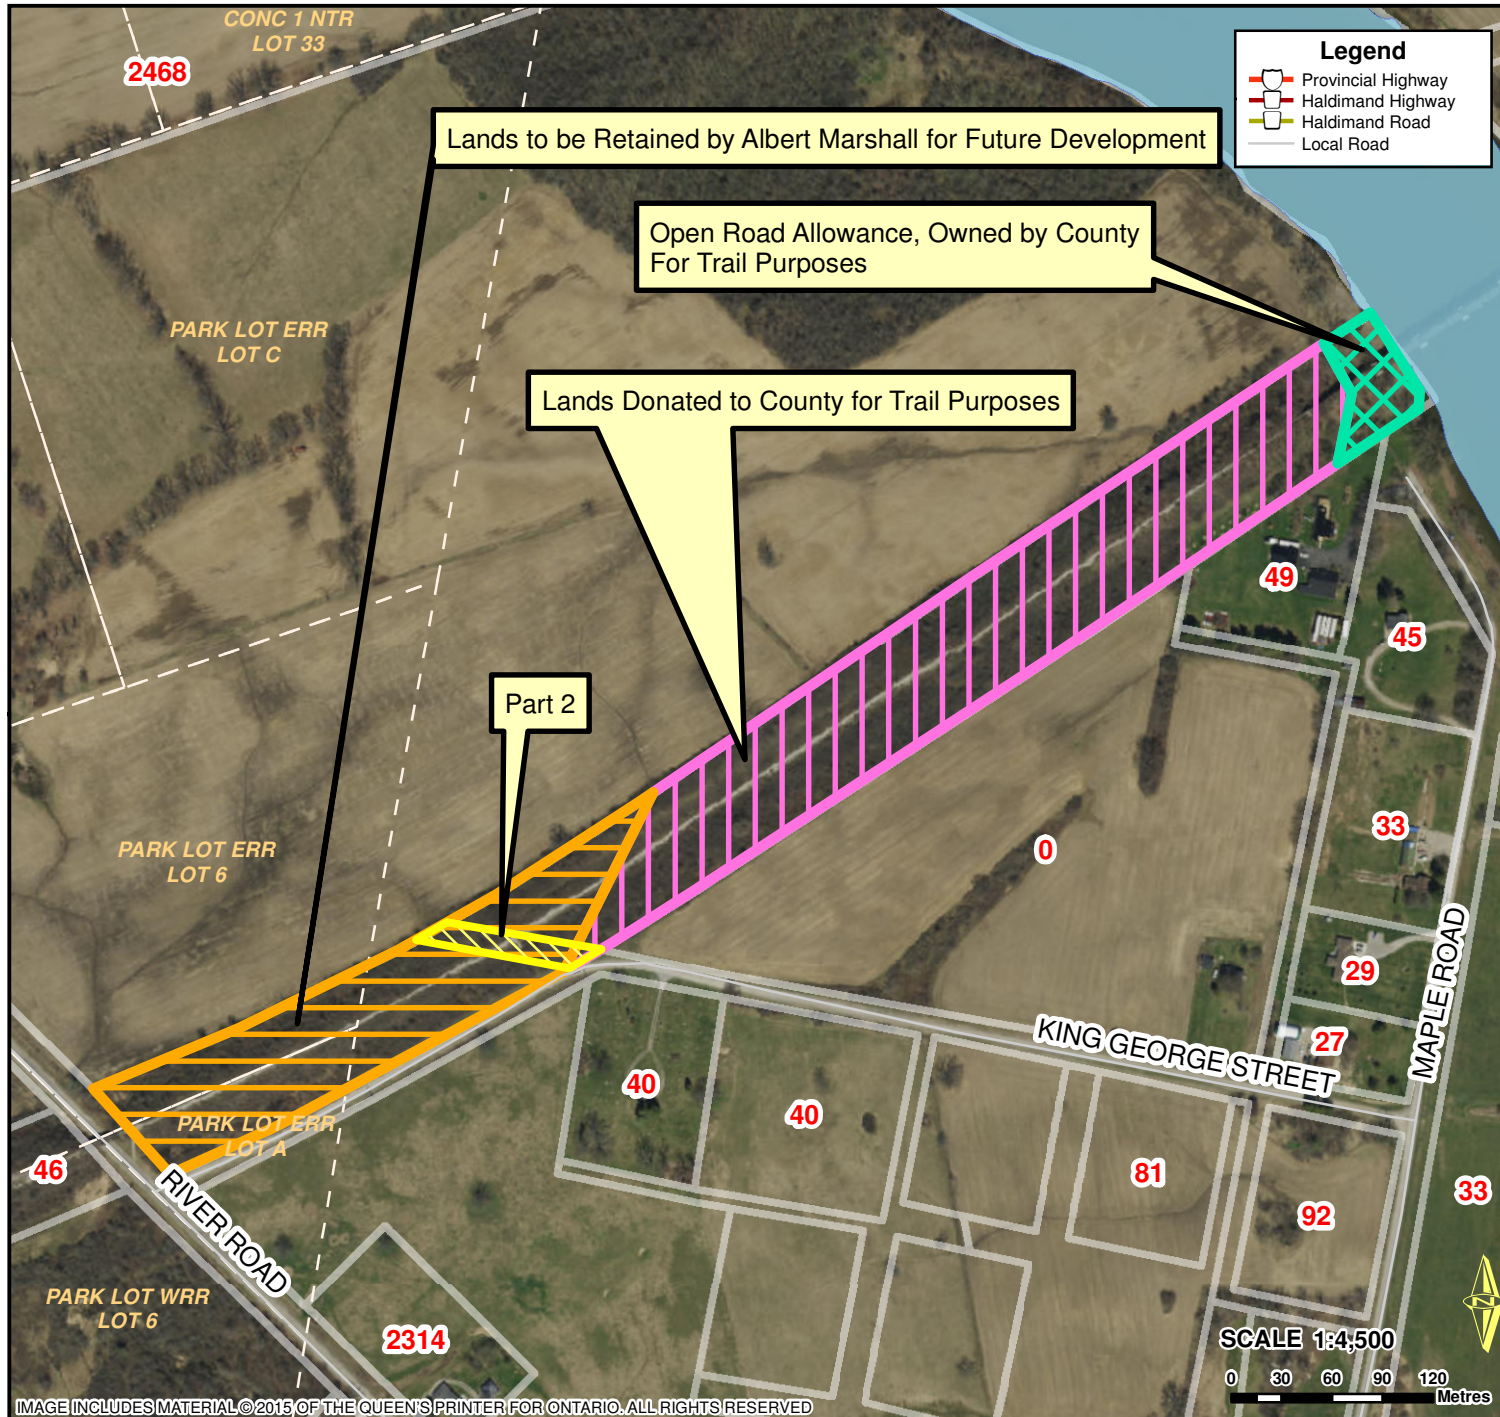 CONC 1 NTR
LOT 33
2468
Legend
Provincial Highway
Haldimand Highway
Haldimand Road
Local Road
Lands to be Retained by Albert Marshall for Future Development
Open Road Allowance, Owned by County
For Trail Purposes
PARK LOT ERR
LOT C
Lands Donated to County for Trail Purposes
49
45
Part 2
33
0
PARK LOT ERR
LOT 6
29
MAPLE ROAD
27
KING GEORGE STREET
40
40
PARK LOT ERR
LOT A
46
81
33
92
RIVER ROAD
PARK LOT WRR
LOT 6
2314
N
SCALE 1:4,500
0 30 60 90 120
Metres
IMAGE INCLUDES MATERIAL © 2015 OF THE QUEEN'S PRINTER FOR ONTARIO. ALL RIGHTS RESERVED